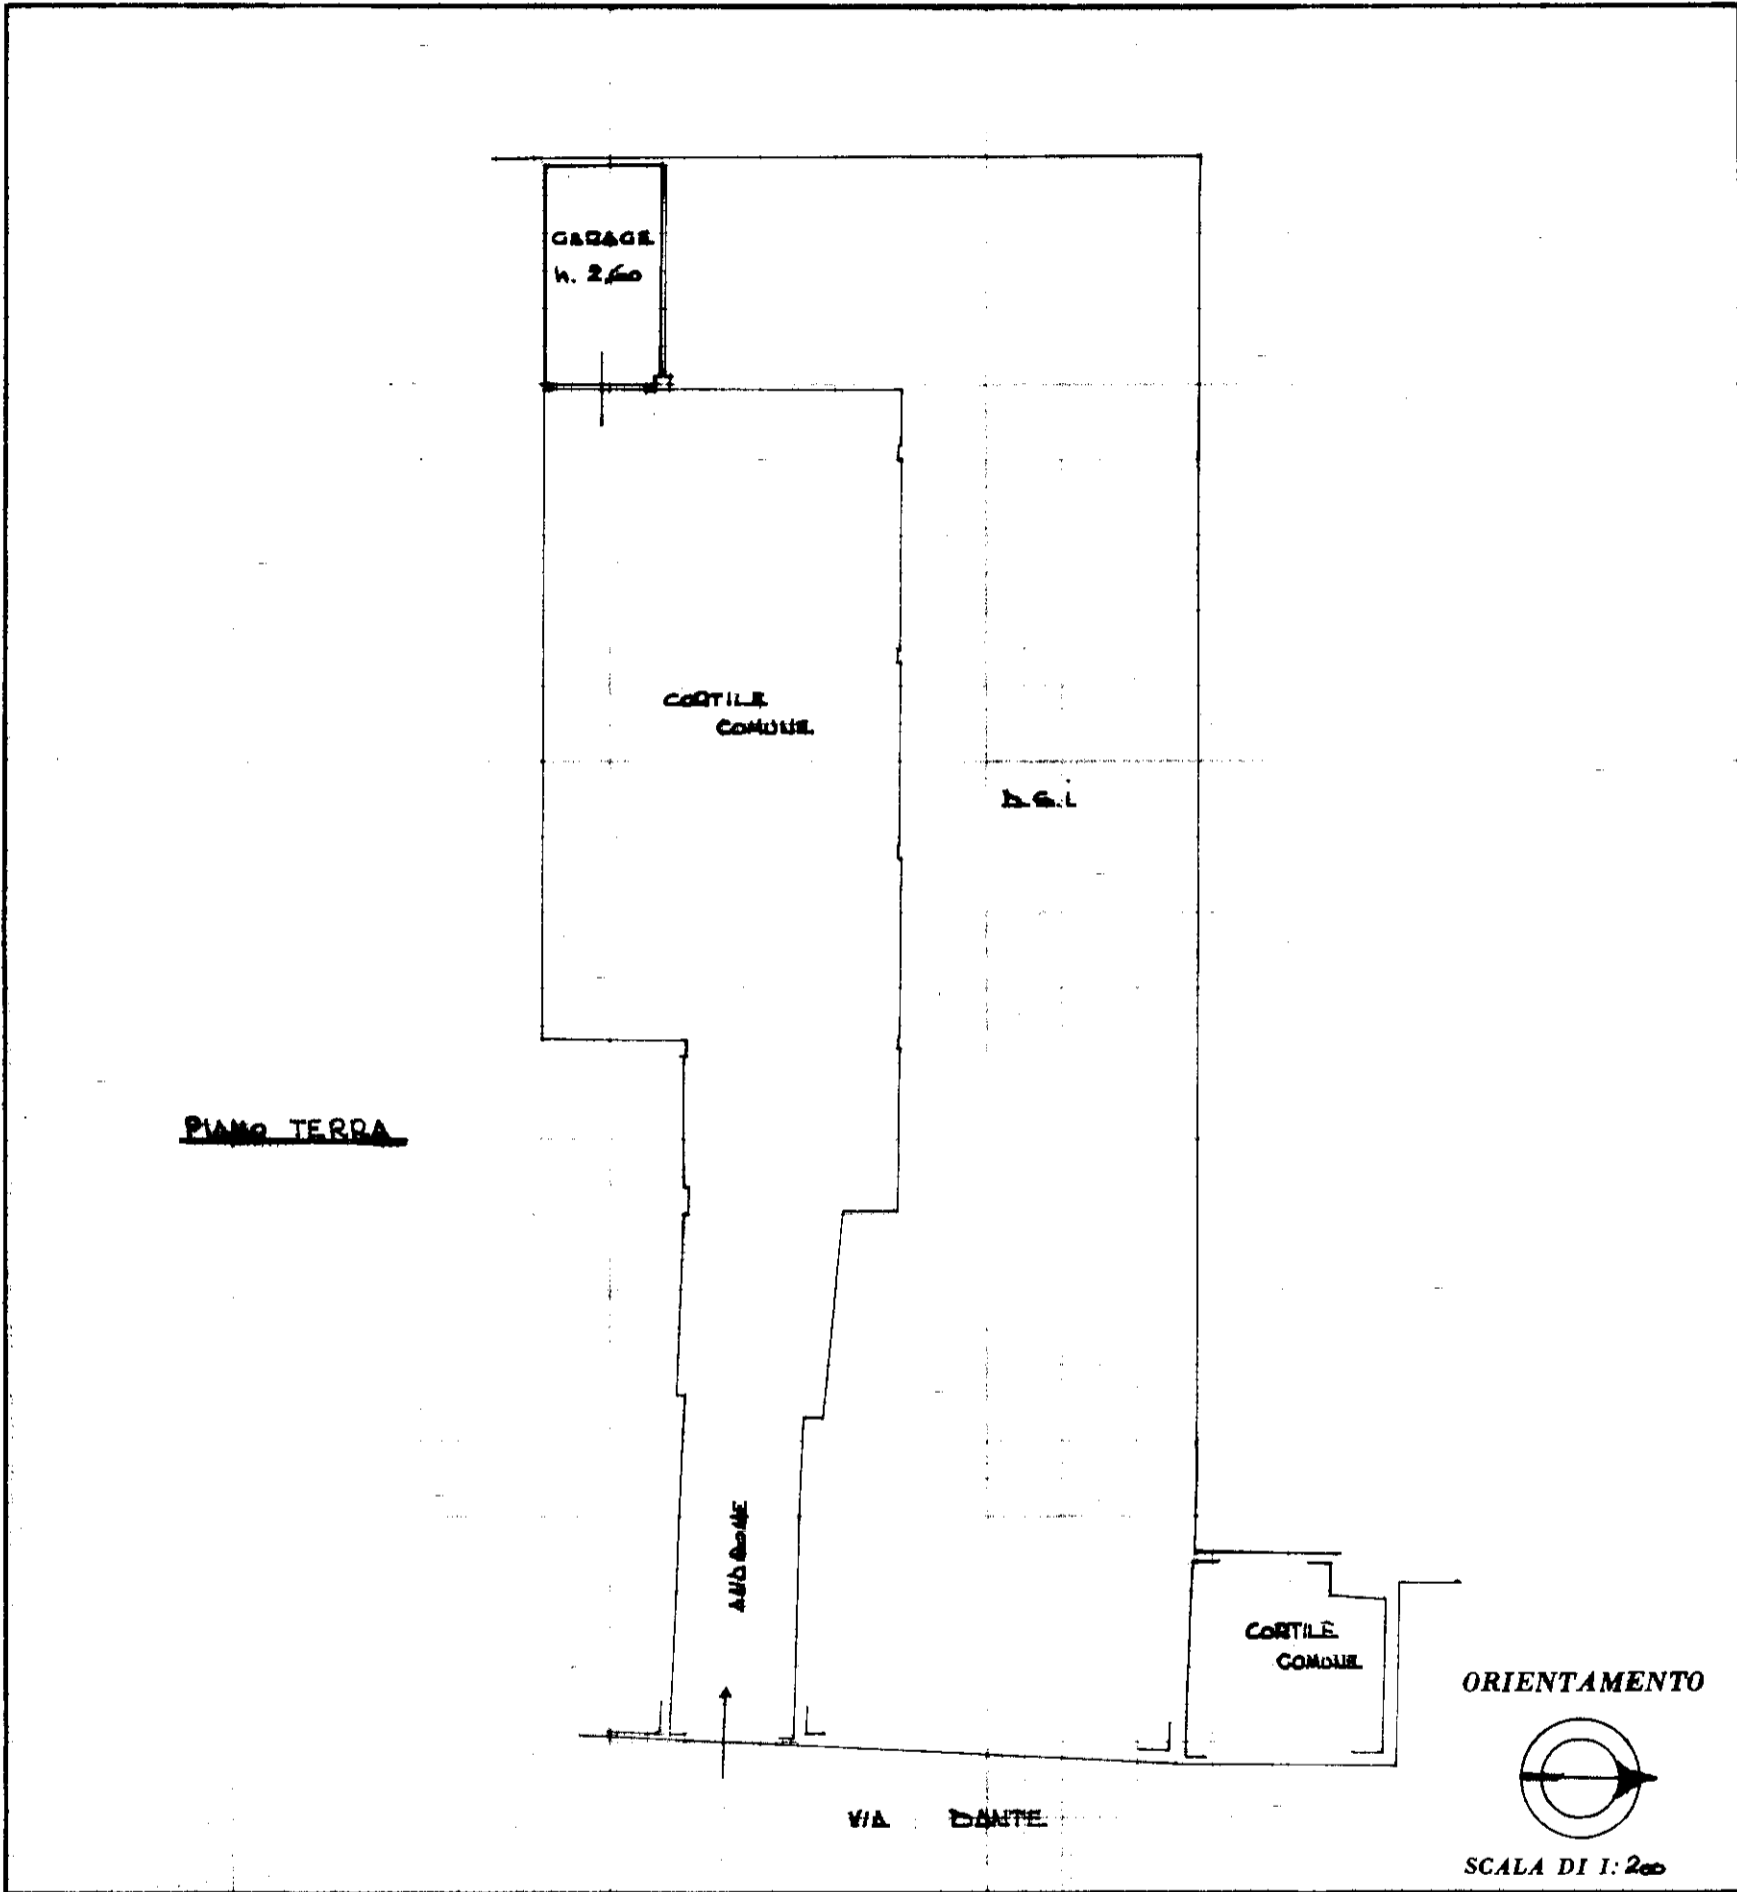 GARAGE
h. 2,60
CORTILE
COMUNE
D.G.i
PIANO TERRA
ANDRONE
CORTILE
COMUNE
ORIENTAMENTO
VIA DANTE
SCALA DI 1:200